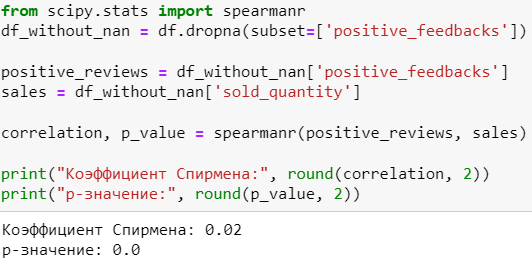 from scipy.stats import spearmanr
df_without_nan = df.dropna(subset=['positive_feedbacks'])
positive_reviews = df_without_nan['positive_feedbacks']
sales = df_without_nan['sold_quantity']
correlation, p_value = spearmanr(positive_reviews, sales)
print("Коэффициент Спирмена:", round(correlation, 2))
print("p-значение:", round(p_value, 2))
Коэффициент Спирмена: 0.02
p-значение: 0.0